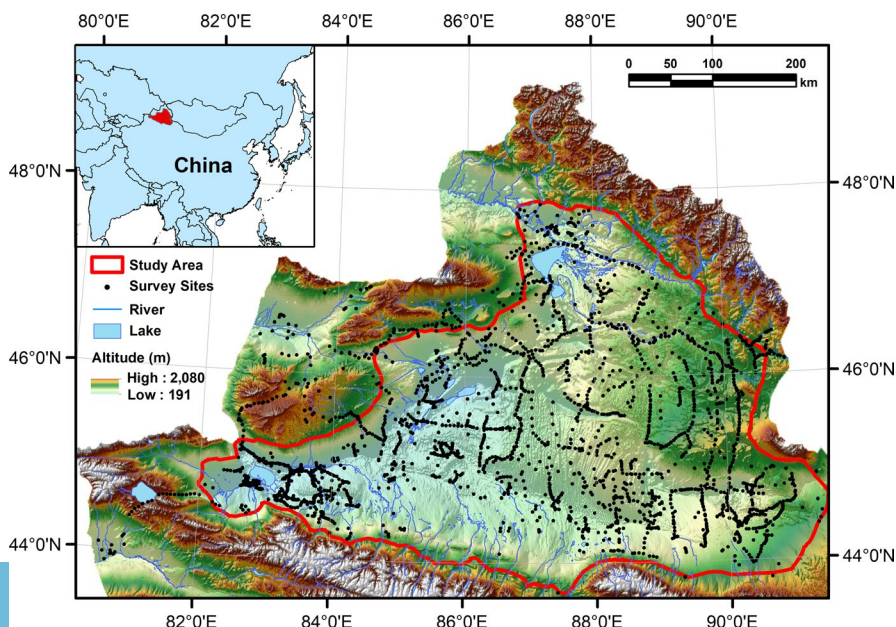 80°0'E 82°0'E 84°0'E 86°0'E 88°0'E 90°0'E
0 50 100 200
km
China
48°0'N 48°0'N
Study Area
Survey Sites
River
Lake
46°0'N 46°0'N
Altitude (m)
High : 2,080
Low : 191
44°0'N 44°0'N
82°0'E 84°0'E 86°0'E 88°0'E 90°0'E